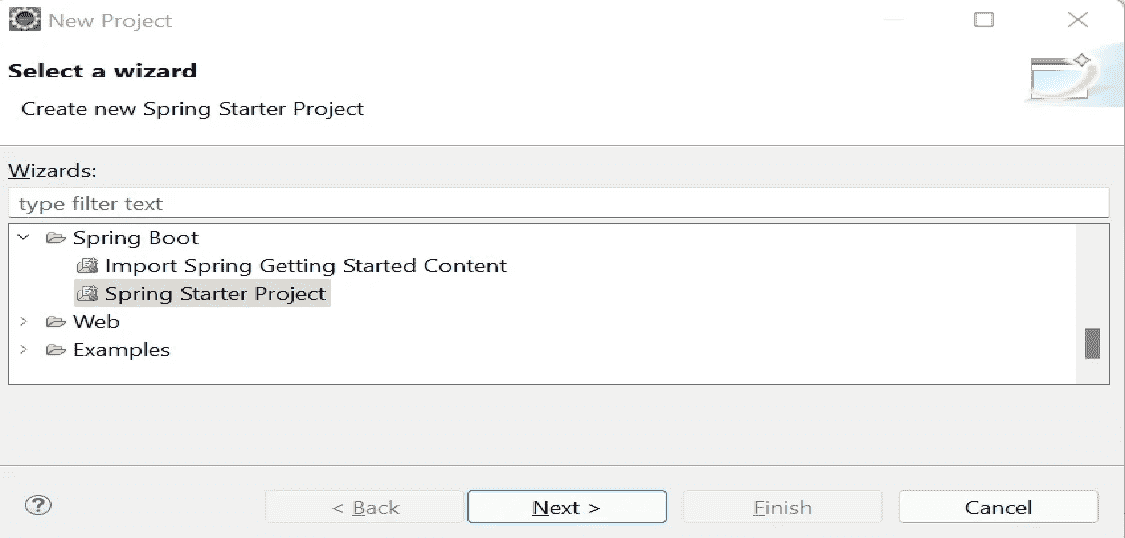 New Project
Select a wizard
Create new Spring Starter Project
Wizards:
type filter text
Spring Boot
Import Spring Getting Started Content
Spring Starter Project
Web
Examples
?
< Back Next > Finish Cancel